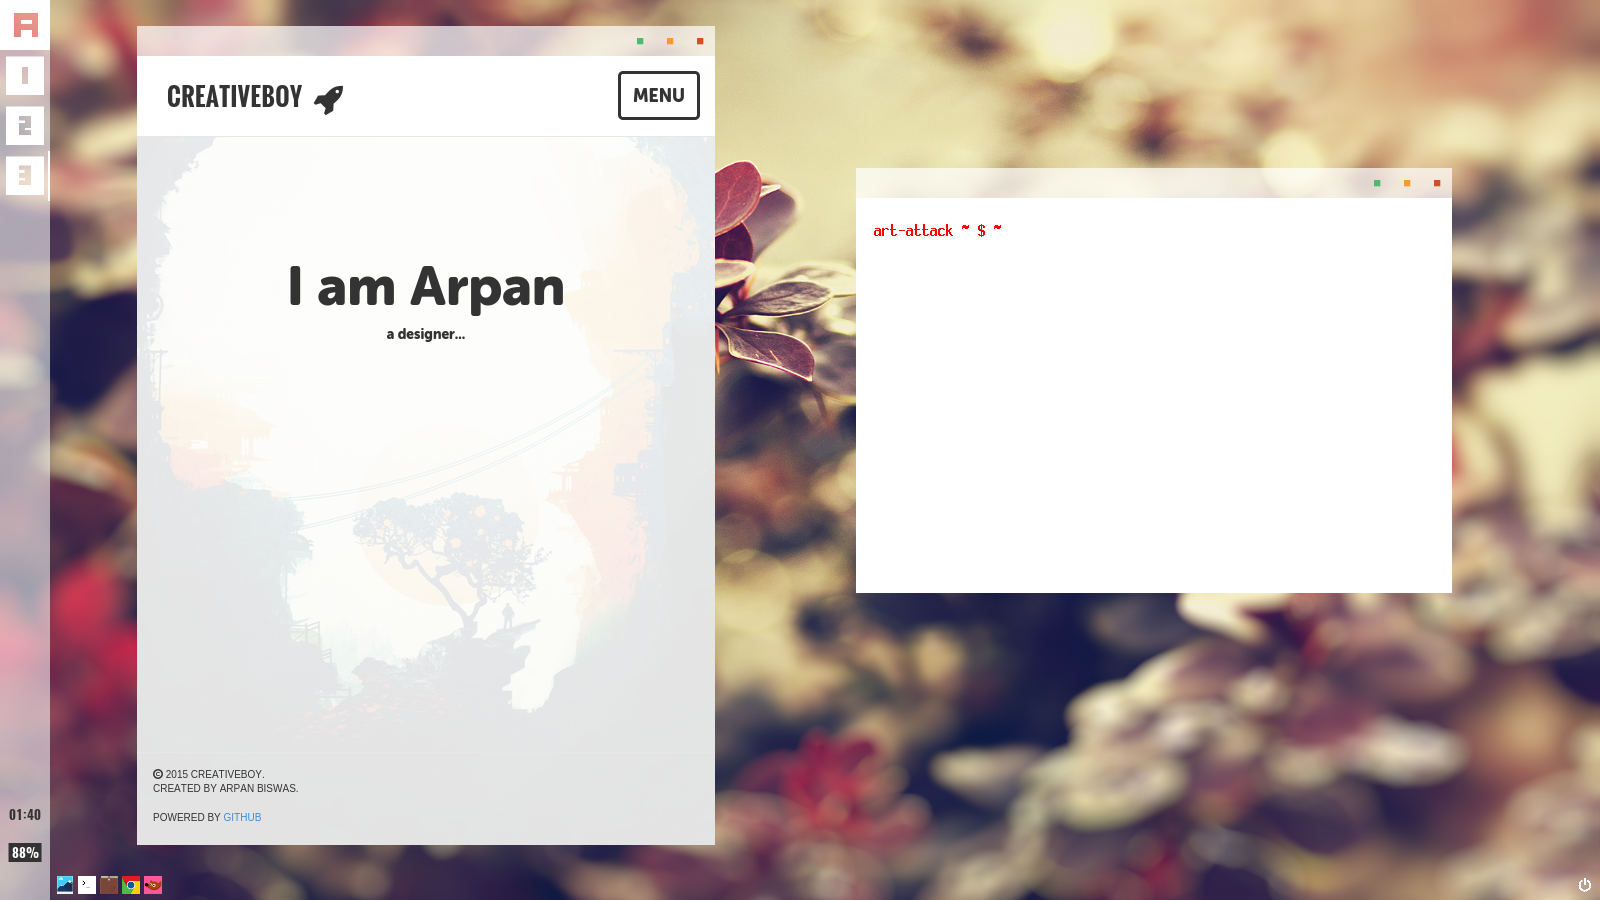 A
1
2
3
CREATIVEBOY
MENU
I am Arpan
a designer...
© 2015 CREATIVEBOY.
CREATED BY ARPAN BISWAS.
POWERED BY GITHUB
art-attack ~ $ ~
01:40
88%